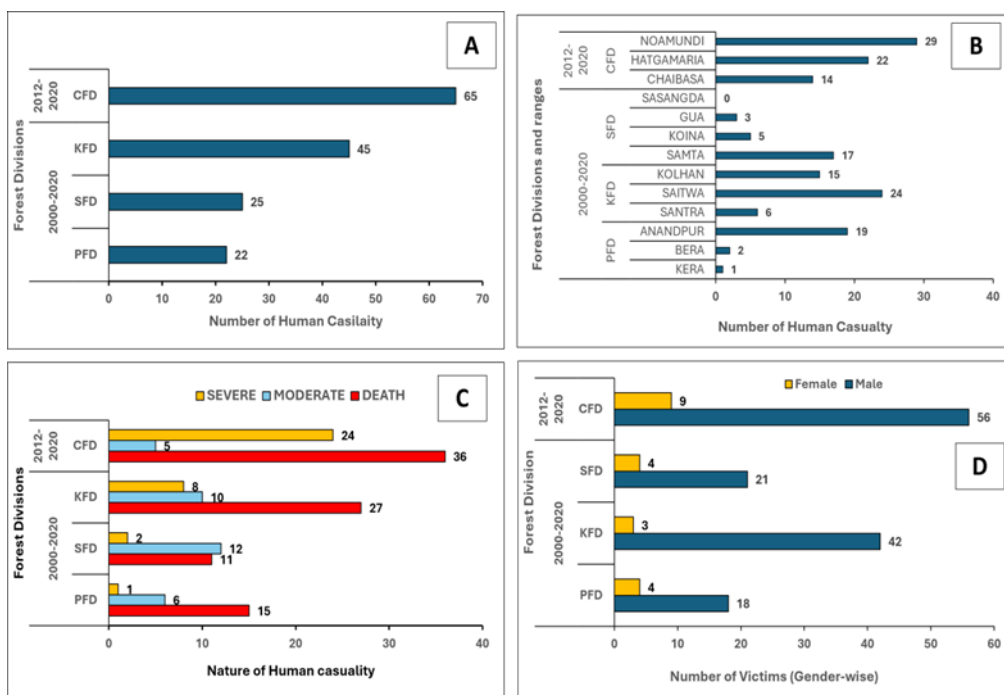 A
2012-2020
CFD
65
KFD
45
Forest Divisions
2000-2020
SFD
25
PFD
22
0 10 20 30 40 50 60 70
Number of Human Casilaity
B
Forest Divisions and ranges
2012-2020
CFD
NOAMUNDI 29
HATGAMARIA 22
CHAIBASA 14
2000-2020
SFD
SASANGDA 0
GUA 3
KOINA 5
SAMTA 17
KFD
KOLHAN 15
SAITWA 24
SANTRA 6
PFD
ANANDPUR 19
BERA 2
KERA 1
0 10 20 30 40
Number of Human Casualty
SEVERE MODERATE DEATH
C
Forest Divisions
2012-2020
CFD
24
5
36
2000-2020
KFD
8
10
27
SFD
2
12
11
PFD
1
6
15
0 10 20 30 40
Nature of Human casuality
Female Male
D
Forest Division
2012-2020
CFD
9
56
2000-2020
SFD
4
21
KFD
3
42
PFD
4
18
0 10 20 30 40 50 60
Number of Victims (Gender-wise)